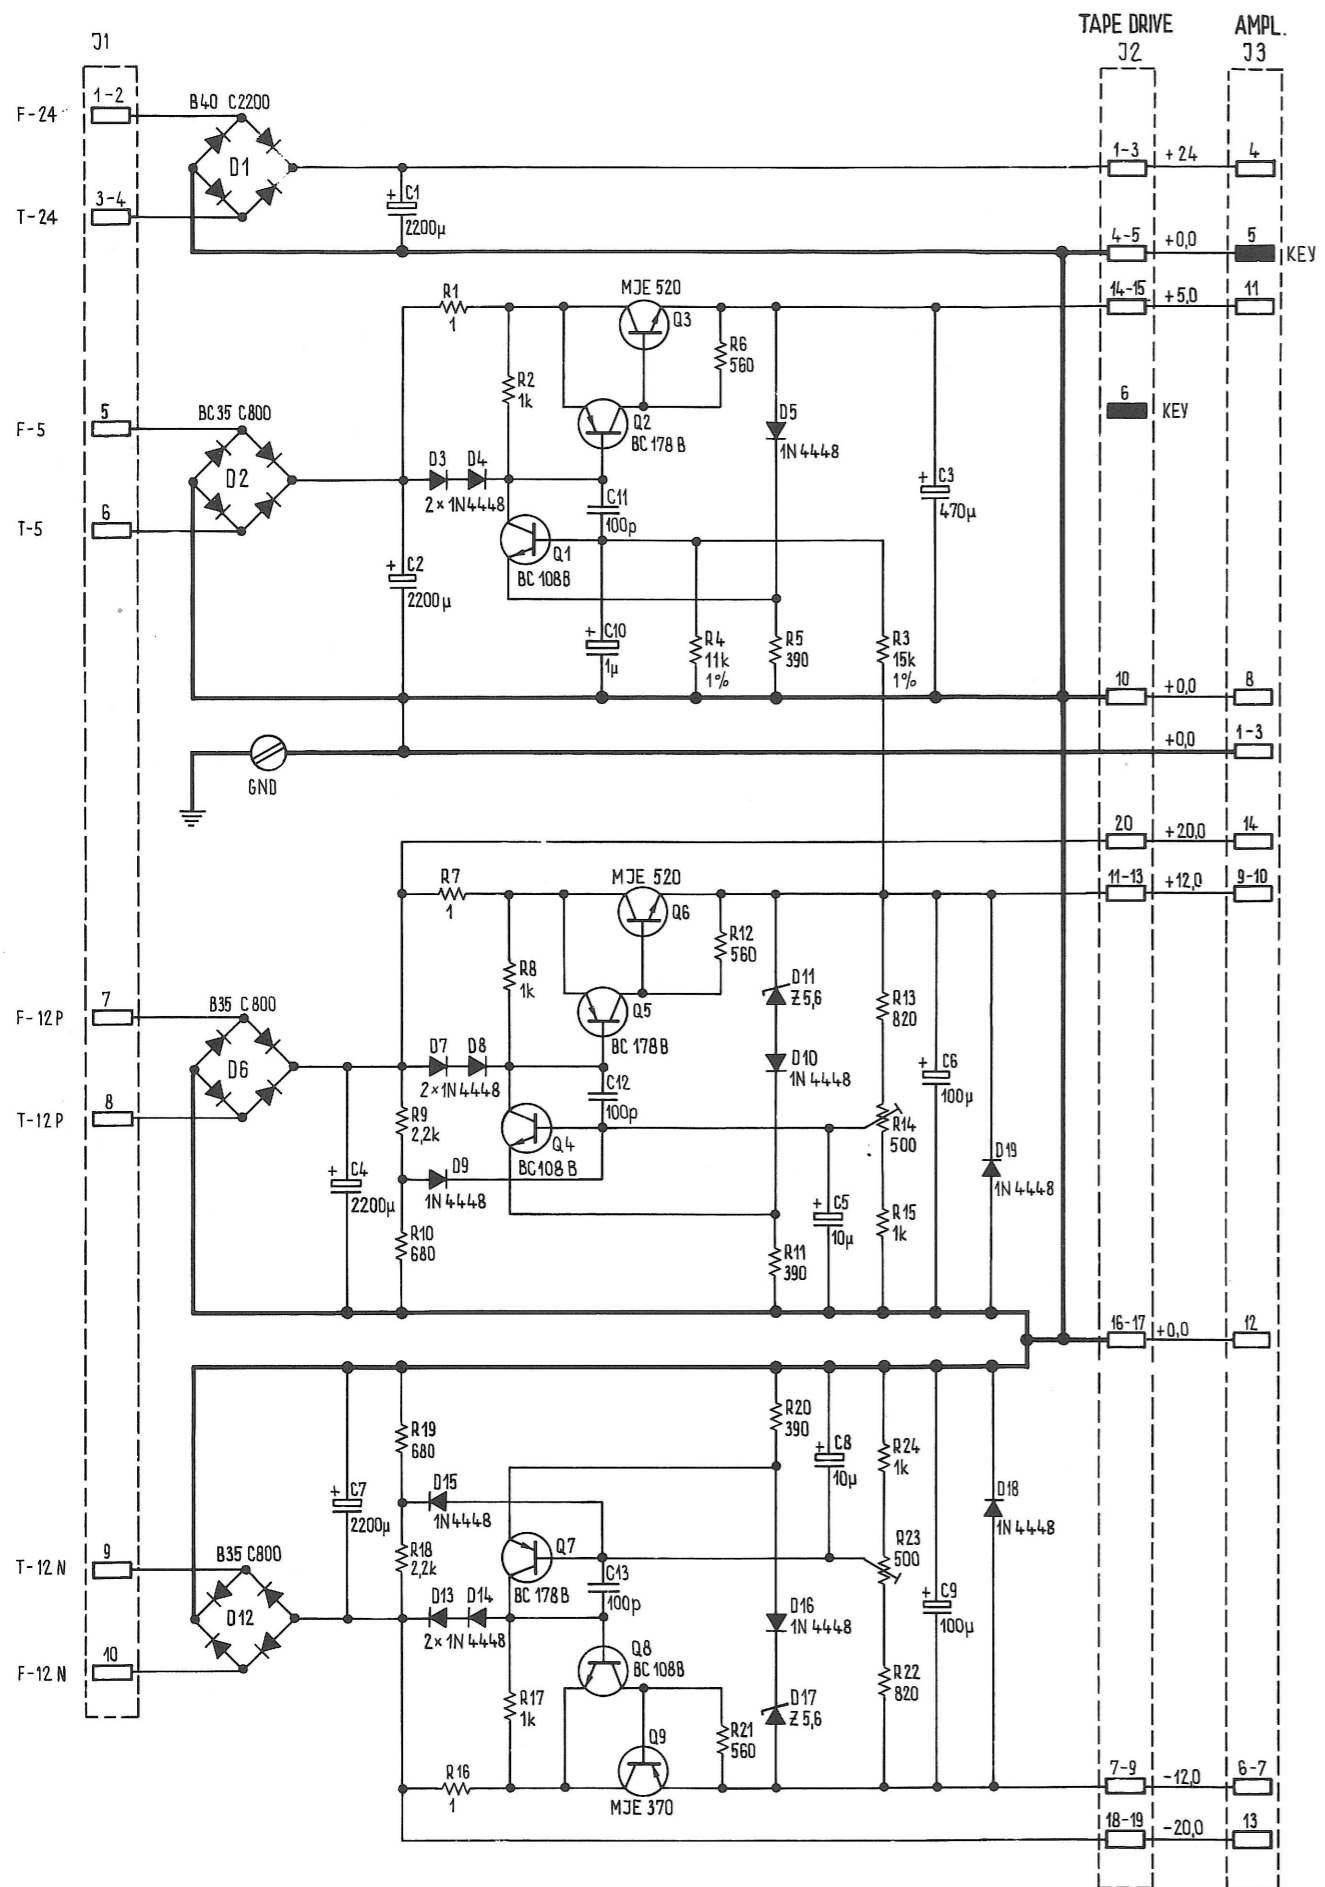 TAPE DRIVE
AMPL.
J1
J2
J3
F-24
1-2
B40 C2200
D1
1-3
+24
4
T-24
3-4
+
C1
2200µ
4-5
+0,0
5
KEY
R1
1
MJE 520
Q3
14-15
+5,0
11
R6
560
R2
1k
6
KEY
F-5
5
BC35 C800
D2
Q2
BC 178 B
D5
1N 4448
D3
D4
2×1N4448
C11
100p
+
C3
470µ
T-5
6
Q1
BC 108B
+
C2
2200µ
+
C10
1µ
R4
11k
1%
R5
390
R3
15k
1%
10
+0,0
8
+0,0
1-3
GND
20
+20,0
14
R7
1
MJE 520
Q6
11-13
+12,0
9-10
R12
560
R8
1k
D11
Z5,6
R13
820
F-12P
7
B35 C800
D6
Q5
BC 178B
D7
D8
2×1N4448
D10
1N 4448
+
C6
100µ
C12
100p
T-12P
8
R9
2,2k
Q4
BC108 B
R14
500
D9
1N 4448
D19
1N 4448
+
C4
2200µ
R10
680
+
C5
10µ
R15
1k
R11
390
16-17
+0,0
12
R20
390
R19
680
+
C8
10µ
R24
1k
D15
1N4448
+
C7
2200µ
D18
1N 4448
T-12 N
9
B35 C800
D12
R18
2,2k
Q7
BC 178B
C13
100p
R23
500
D13
D14
2×1N 4448
D16
1N 4448
+
C9
100µ
F-12 N
10
Q8
BC 108B
R17
1k
R22
820
D17
Z5,6
R21
560
Q9
R16
1
MJE 370
7-9
-12,0
6-7
18-19
-20,0
13